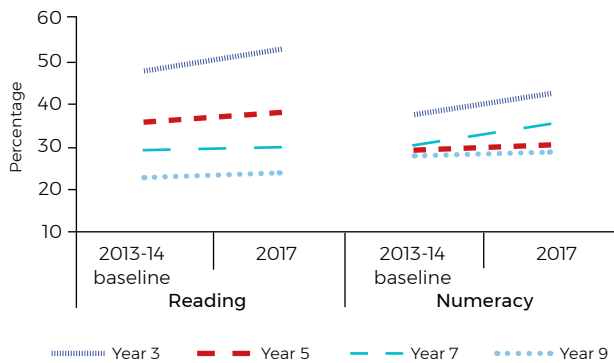 60
50
40
30
20
10
Percentage
2013-14 baseline
2017
2013-14 baseline
2017
Reading
Numeracy
Year 3
Year 5
Year 7
Year 9